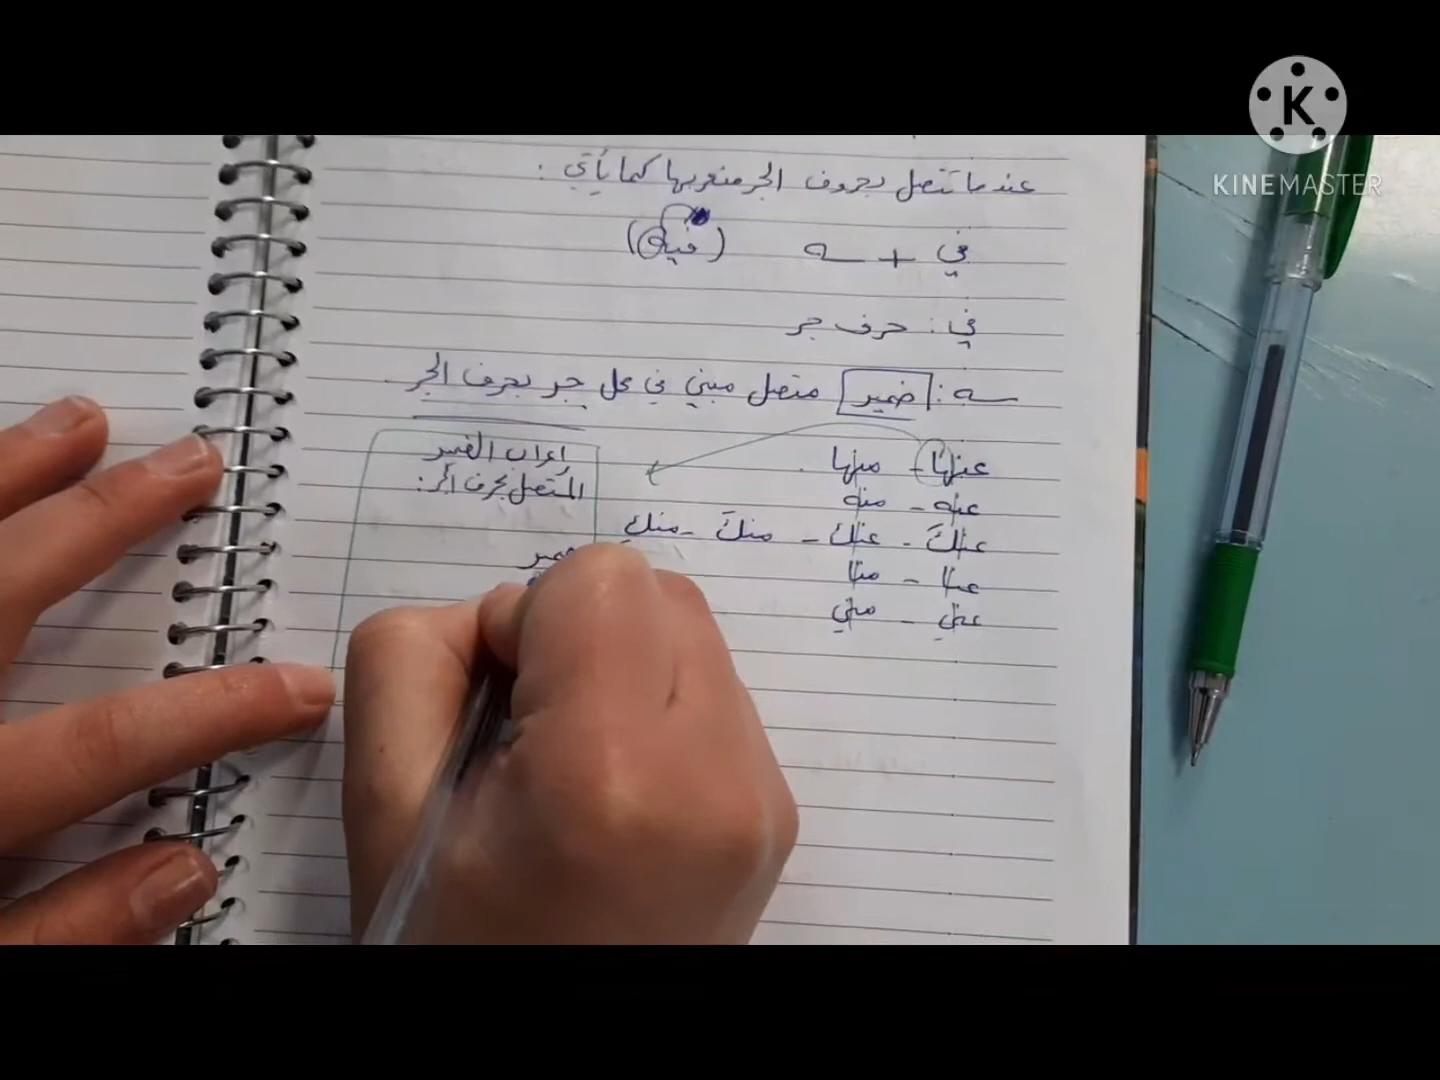 عندما تتصل بحروف الجر منعربها كما يأتي :
في + ـه (فيه)
في : حرف جر
ـه : ضمير متصل مبني في محل جر بحرف الجر
عنها - منها
عنه - منه
عنكَ - عنكِ - منكَ - منكِ
عنا - منا
عني - مني
إعراب الضمير
المتصل بحرف الجر :
ضمير
KINEMASTER